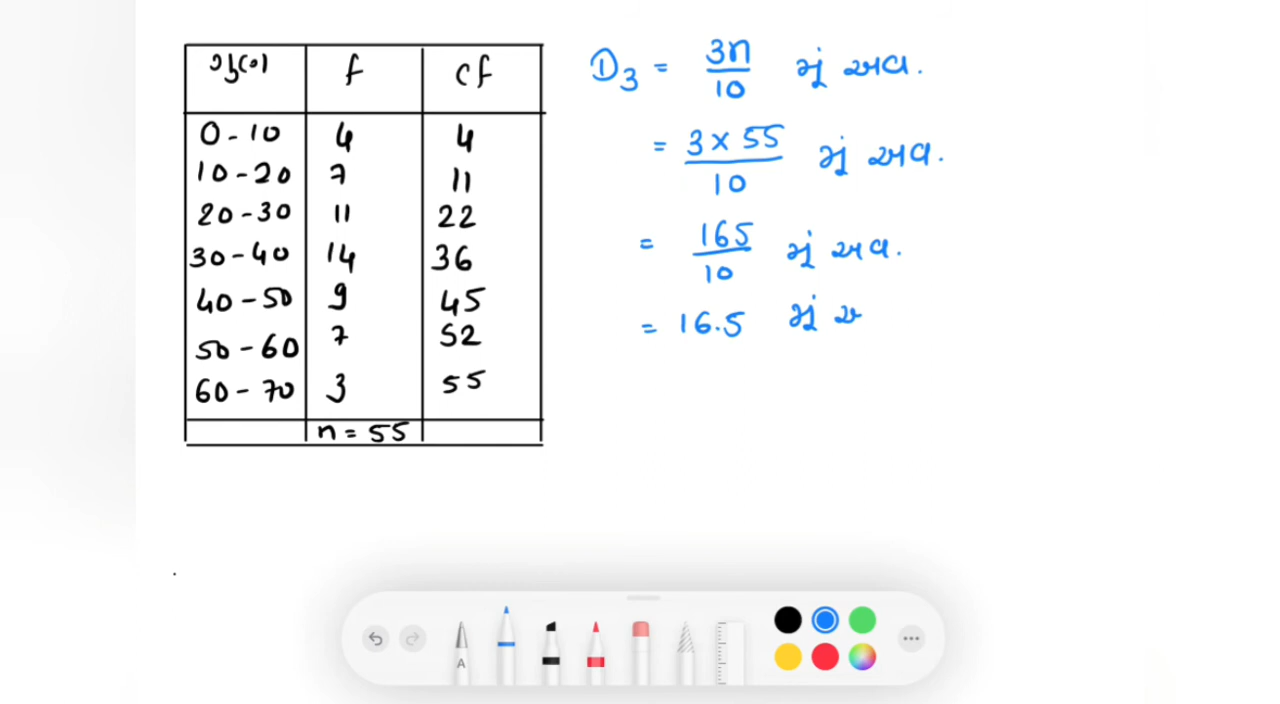 ગુણ f cf
0-10 4 4
10-20 7 11
20-30 11 22
30-40 14 36
40-50 9 45
50-60 7 52
60-70 3 55
n = 55
D3 = 3n/10 મું અવ.
= 3 × 55/10 મું અવ.
= 165/10 મું અવ.
= 16.5 મું અ
A